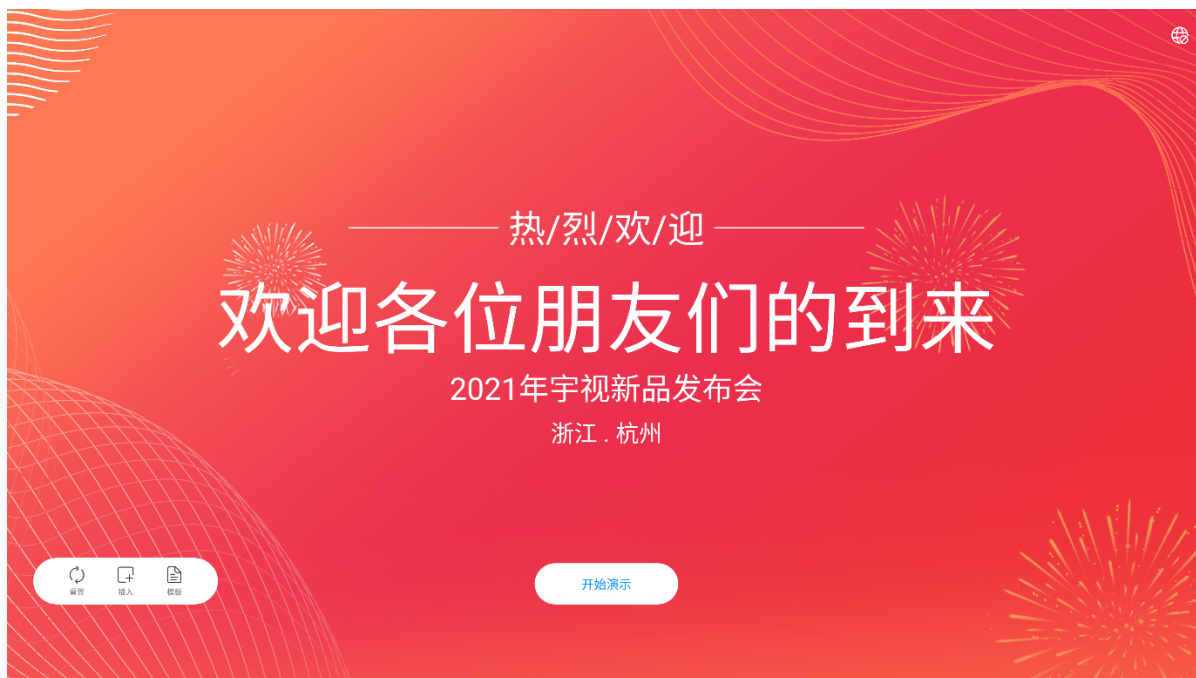 热/烈/欢/迎
欢迎各位朋友们的到来
2021年宇视新品发布会
浙江 . 杭州
重置 插入 模板
开始演示